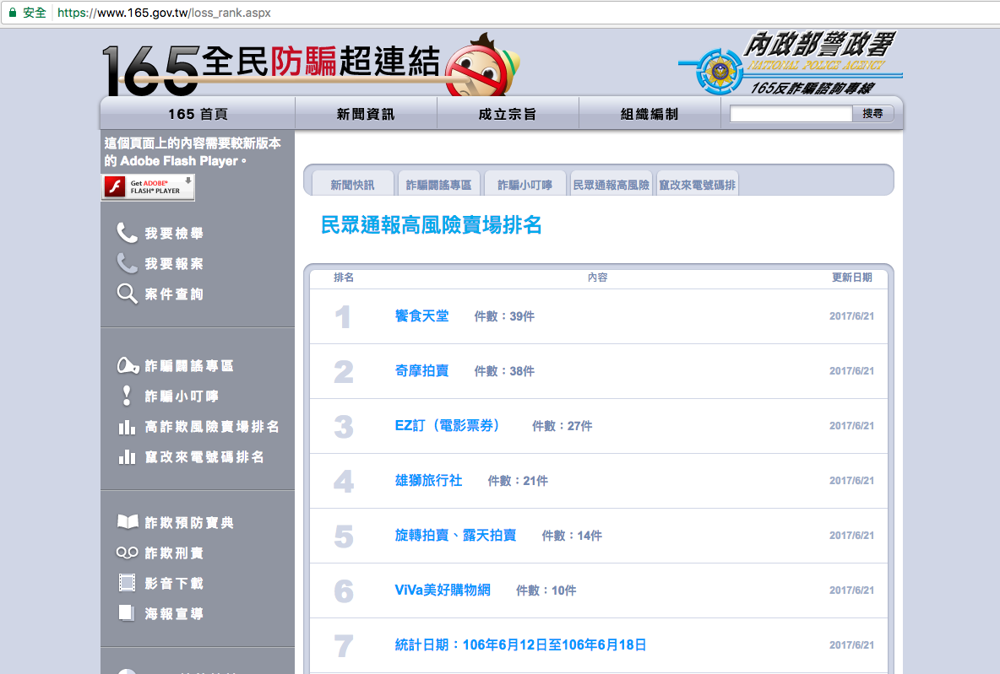 安全 https://www.165.gov.tw/loss_rank.aspx
165全民防騙超連結
內政部警政署
NATIONAL POLICE AGENCY
165反詐騙諮詢專線
165 首頁 新聞資訊 成立宗旨 組織編制 搜尋
這個頁面上的內容需要較新版本
的 Adobe Flash Player。
Get ADOBE®
FLASH® PLAYER
我要檢舉
我要報案
案件查詢
詐騙闢謠專區
詐騙小叮嚀
高詐欺風險賣場排名
竄改來電號碼排名
詐欺預防寶典
詐欺刑責
影音下載
海報宣導
新聞快訊 詐騙闢謠專區 詐騙小叮嚀 民眾通報高風險 竄改來電號碼排
民眾通報高風險賣場排名
排名 內容 更新日期
1 饗食天堂 件數：39件 2017/6/21
2 奇摩拍賣 件數：38件 2017/6/21
3 EZ訂（電影票券） 件數：27件 2017/6/21
4 雄獅旅行社 件數：21件 2017/6/21
5 旋轉拍賣、露天拍賣 件數：14件 2017/6/21
6 ViVa美好購物網 件數：10件 2017/6/21
7 統計日期：106年6月12日至106年6月18日 2017/6/21